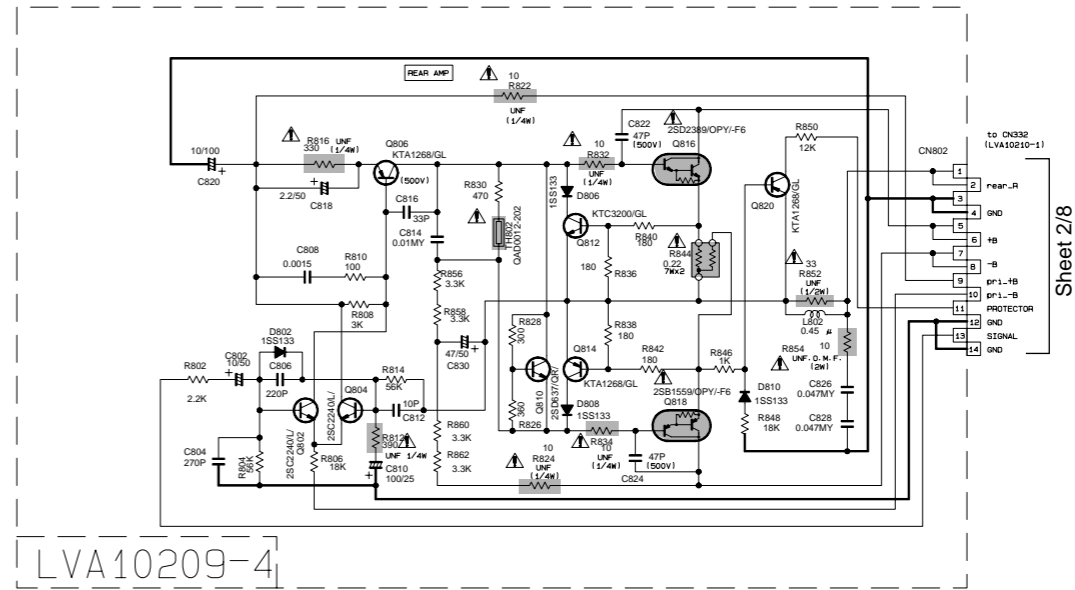 REAR AMP
10
R822
UNF
(1/4W)
R816
330
UNF
(1/4W)
Q806
KTA1268/GL
(500V)
10/100
C820
2.2/50
C818
C816
33P
C814
0.01MY
R830
470
TH802
QAD0012-202
1SS133
D806
10
R832
UNF
(1/4W)
C822
47P
(500V)
2SD2389/OPY/-F6
Q816
KTC3200/GL
Q812
R840
180
180
R836
R844
0.22
7Wx2
Q820
KTA1268/GL
R850
12K
33
R852
UNF
(1/2W)
L802
0.45 μ
10
R854
UNF.O.M.F.
(2W)
C826
0.047MY
C828
0.047MY
C808
0.0015
R810
100
R808
3K
R856
3.3K
R858
3.3K
47/50
C830
R828
300
Q810
2SD637/QR/
360
R826
Q814
KTA1268/GL
R838
180
R842
180
R846
1K
D810
1SS133
R848
18K
D808
1SS133
2SB1559/OPY/-F6
Q818
10
R834
UNF
(1/4W)
47P
(500V)
C824
R802
2.2K
C802
10/50
D802
1SS133
C806
220P
Q804
2SC2240/L/
2SC2240/L/
Q802
R814
56K
10P
C812
R812
390
UNF 1/4W
C810
100/25
C804
270P
R804
56K
R806
18K
R860
3.3K
R862
3.3K
10
R824
UNF
(1/4W)
to CN332
(LVA10210-1)
CN802
1
2 rear_R
3
4 GND
5
6 +B
7
8 -B
9 pri_+B
10 pri_-B
11 PROTECTOR
12 GND
13 SIGNAL
14 GND
Sheet 2/8
LVA10209-4